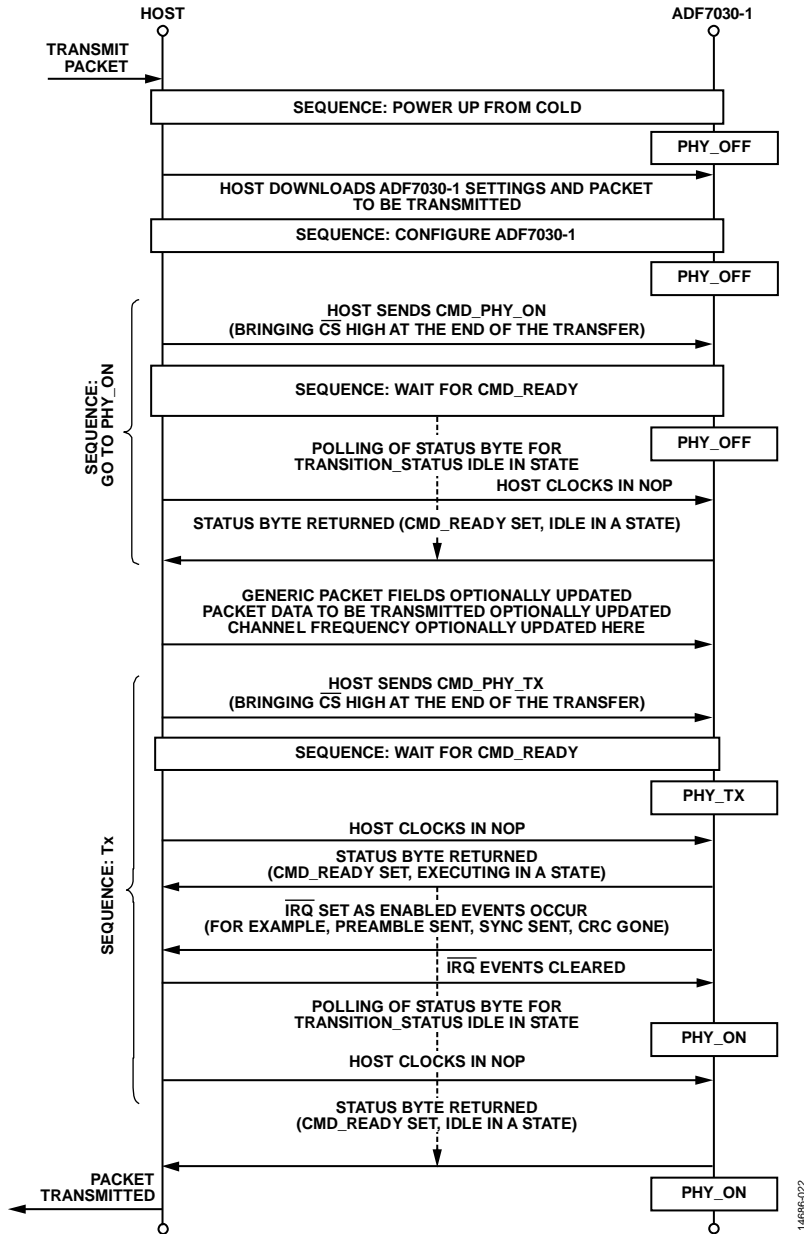 HOST
ADF7030-1
TRANSMIT
PACKET
SEQUENCE: POWER UP FROM COLD
PHY_OFF
HOST DOWNLOADS ADF7030-1 SETTINGS AND PACKET
TO BE TRANSMITTED
SEQUENCE: CONFIGURE ADF7030-1
PHY_OFF
SEQUENCE:
GO TO PHY_ON
HOST SENDS CMD_PHY_ON
(BRINGING CS HIGH AT THE END OF THE TRANSFER)
SEQUENCE: WAIT FOR CMD_READY
PHY_OFF
POLLING OF STATUS BYTE FOR
TRANSITION_STATUS IDLE IN STATE
HOST CLOCKS IN NOP
STATUS BYTE RETURNED (CMD_READY SET, IDLE IN A STATE)
GENERIC PACKET FIELDS OPTIONALLY UPDATED
PACKET DATA TO BE TRANSMITTED OPTIONALLY UPDATED
CHANNEL FREQUENCY OPTIONALLY UPDATED HERE
SEQUENCE: Tx
HOST SENDS CMD_PHY_TX
(BRINGING CS HIGH AT THE END OF THE TRANSFER)
SEQUENCE: WAIT FOR CMD_READY
PHY_TX
HOST CLOCKS IN NOP
STATUS BYTE RETURNED
(CMD_READY SET, EXECUTING IN A STATE)
IRQ SET AS ENABLED EVENTS OCCUR
(FOR EXAMPLE, PREAMBLE SENT, SYNC SENT, CRC GONE)
IRQ EVENTS CLEARED
POLLING OF STATUS BYTE FOR
TRANSITION_STATUS IDLE IN STATE
PHY_ON
HOST CLOCKS IN NOP
STATUS BYTE RETURNED
(CMD_READY SET, IDLE IN A STATE)
PACKET
TRANSMITTED
PHY_ON
14686-022